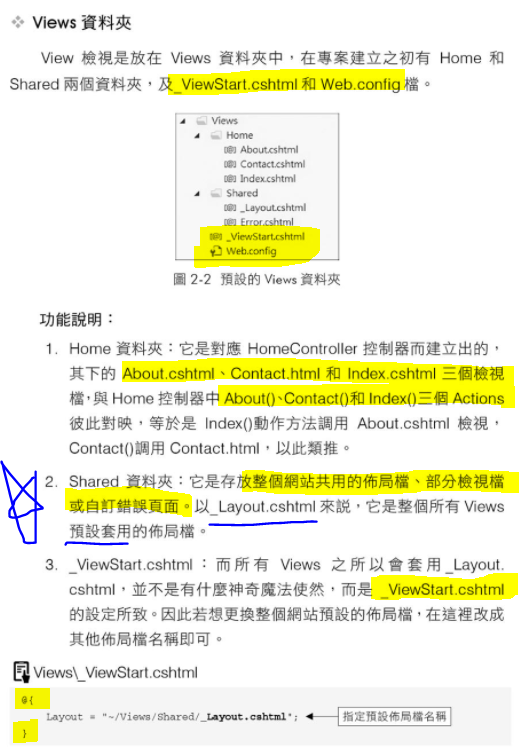 Views 資料夾
View 檢視是放在 Views 資料夾中，在專案建立之初有 Home 和
Shared 兩個資料夾，及_ViewStart.cshtml 和 Web.config 檔。
Views
Home
About.cshtml
Contact.cshtml
Index.cshtml
Shared
_Layout.cshtml
Error.cshtml
_ViewStart.cshtml
Web.config
圖 2-2 預設的 Views 資料夾
功能說明：
1. Home 資料夾：它是對應 HomeController 控制器而建立出的，
其下的 About.cshtml、Contact.html 和 Index.cshtml 三個檢視
檔，與 Home 控制器中 About()、Contact()和 Index()三個 Actions
彼此對映，等於是 Index()動作方法調用 About.cshtml 檢視，
Contact()調用 Contact.html，以此類推。
2. Shared 資料夾：它是存放整個網站共用的佈局檔、部分檢視檔
或自訂錯誤頁面。以_Layout.cshtml 來說，它是整個所有 Views
預設套用的佈局檔。
3. _ViewStart.cshtml：而所有 Views 之所以會套用_Layout.
cshtml，並不是有什麼神奇魔法使然，而是 _ViewStart.cshtml
的設定所致。因此若想更換整個網站預設的佈局檔，在這裡改成
其他佈局檔名稱即可。
Views\_ViewStart.cshtml
@{
Layout = "~/Views/Shared/_Layout.cshtml"; 指定預設佈局檔名稱
}